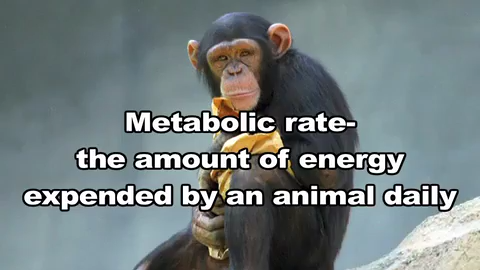 Metabolic rate-
the amount of energy
expended by an animal daily